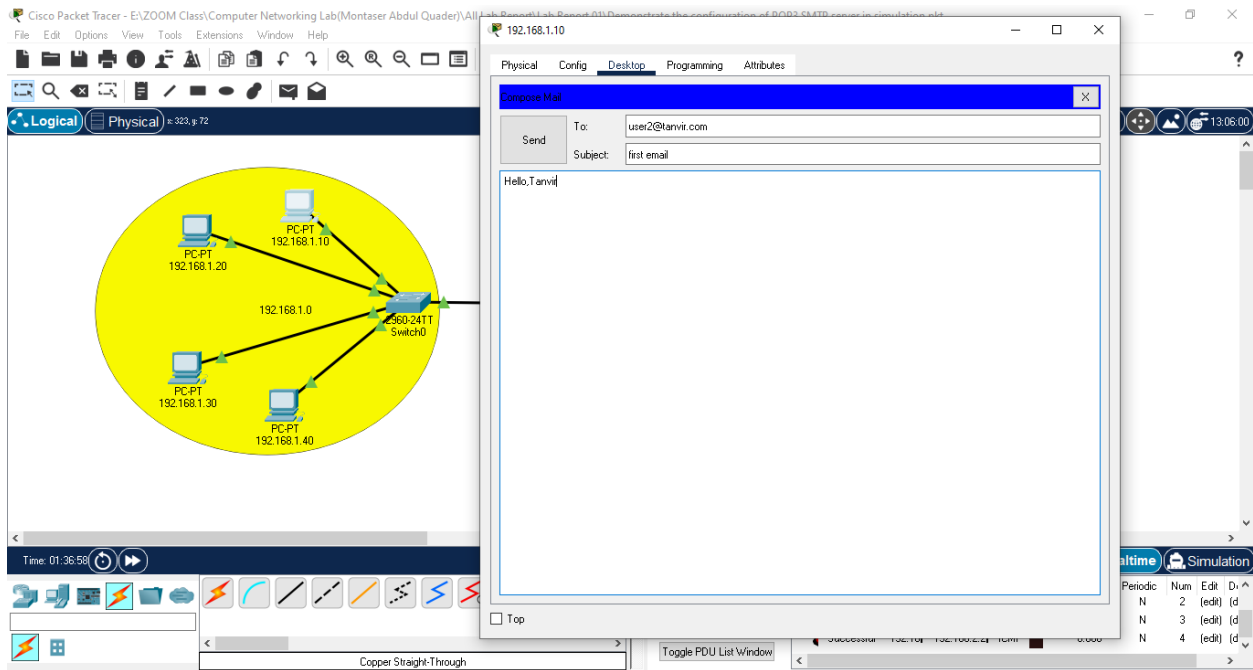 Cisco Packet Tracer - E:\ZOOM Class\Computer Networking Lab(Montaser Abdul Quader)\All Lab Report\Lab Report 01\Demonstrate the configuration of POP3 SMTP server in simulation.pkt
File Edit Options View Tools Extensions Window Help
192.168.1.10
Physical Config Desktop Programming Attributes
?
Compose Mail
X
Logical Physical x: 323, y: 72
13:06:00
Send
To: user2@tanvir.com
Subject: first email
Hello,Tanvir
PC-PT
192.168.1.10
PC-PT
192.168.1.20
192.168.1.0
2960-24TT
Switch0
PC-PT
192.168.1.30
PC-PT
192.168.1.40
Time: 01:36:58
altime Simulation
Periodic Num Edit
N 2 (edit) (d
N 3 (edit) (d
N 4 (edit) (d
Top
Successful
ICMP
0.000
Toggle PDU List Window
Copper Straight-Through